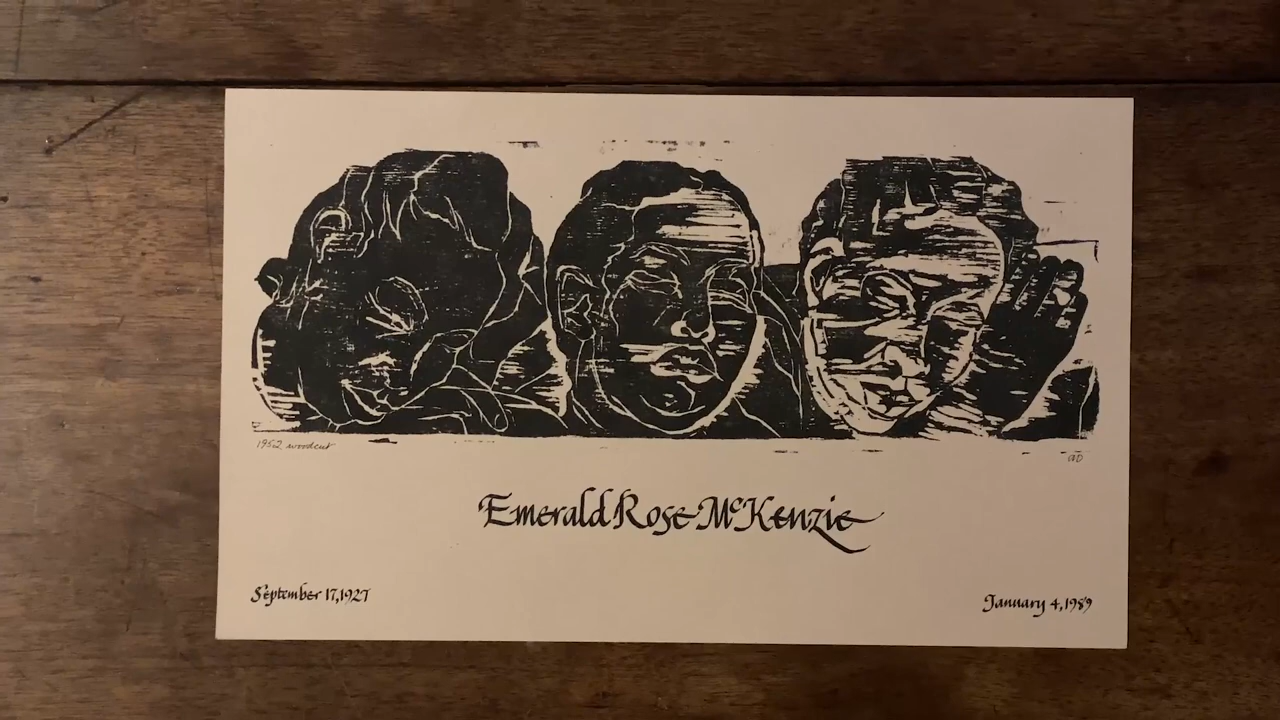 1952 woodcut
Emerald Rose McKenzie
September 17, 1927
January 4, 1989